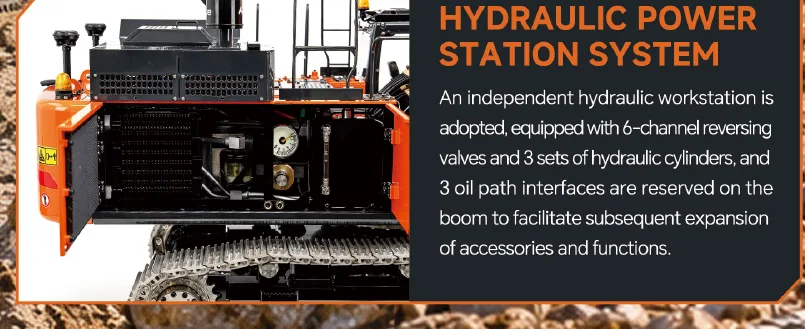 HYDRAULIC POWER
STATION SYSTEM
An independent hydraulic workstation is
adopted, equipped with 6-channel reversing
valves and 3 sets of hydraulic cylinders, and
3 oil path interfaces are reserved on the
boom to facilitate subsequent expansion
of accessories and functions.